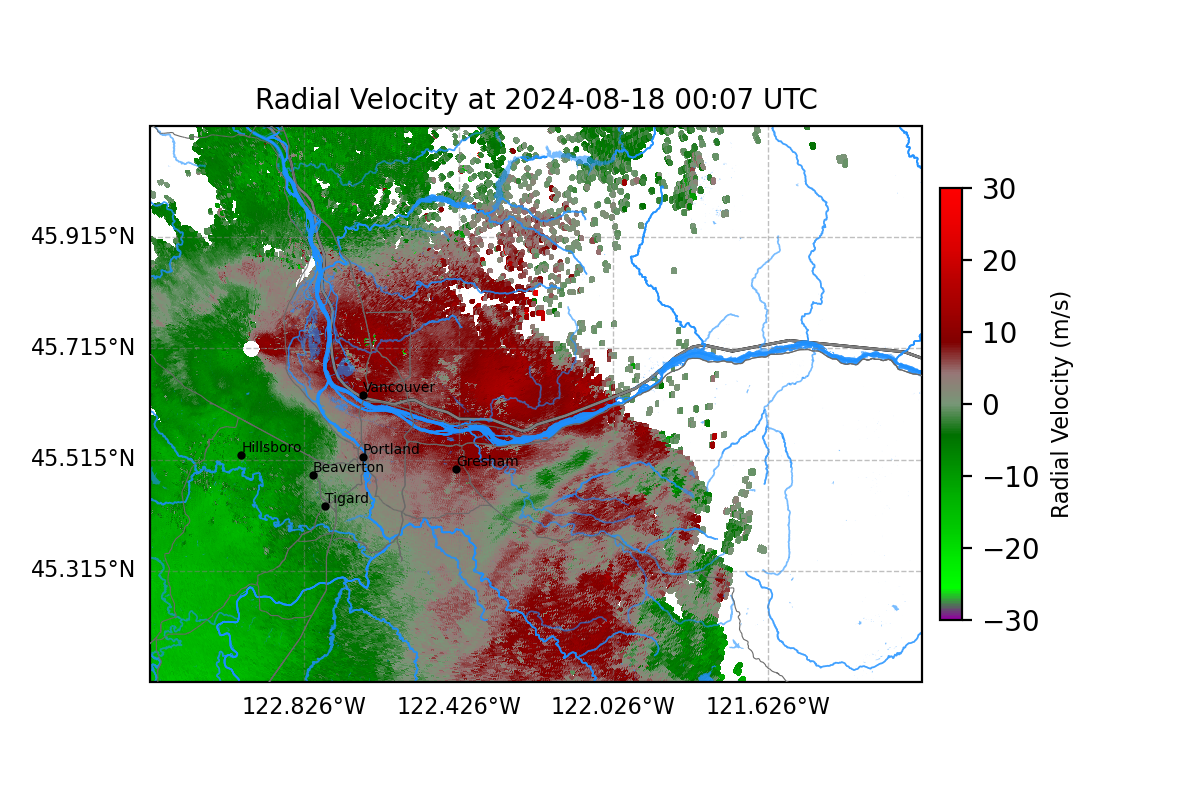 Radial Velocity at 2024-08-18 00:07 UTC
45.915°N
45.715°N
45.515°N
45.315°N
122.826°W
122.426°W
122.026°W
121.626°W
Vancouver
Hillsboro
Portland
Beaverton
Gresham
Tigard
30
20
10
0
−10
−20
−30
Radial Velocity (m/s)